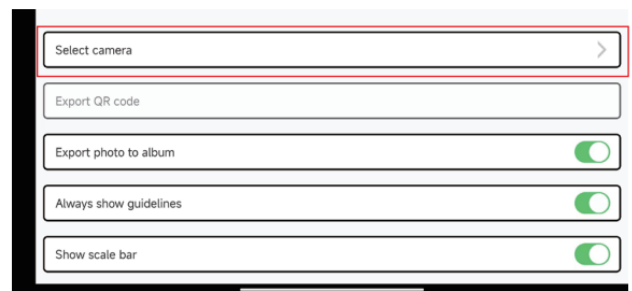 Select camera
Export QR code
Export photo to album
Always show guidelines
Show scale bar